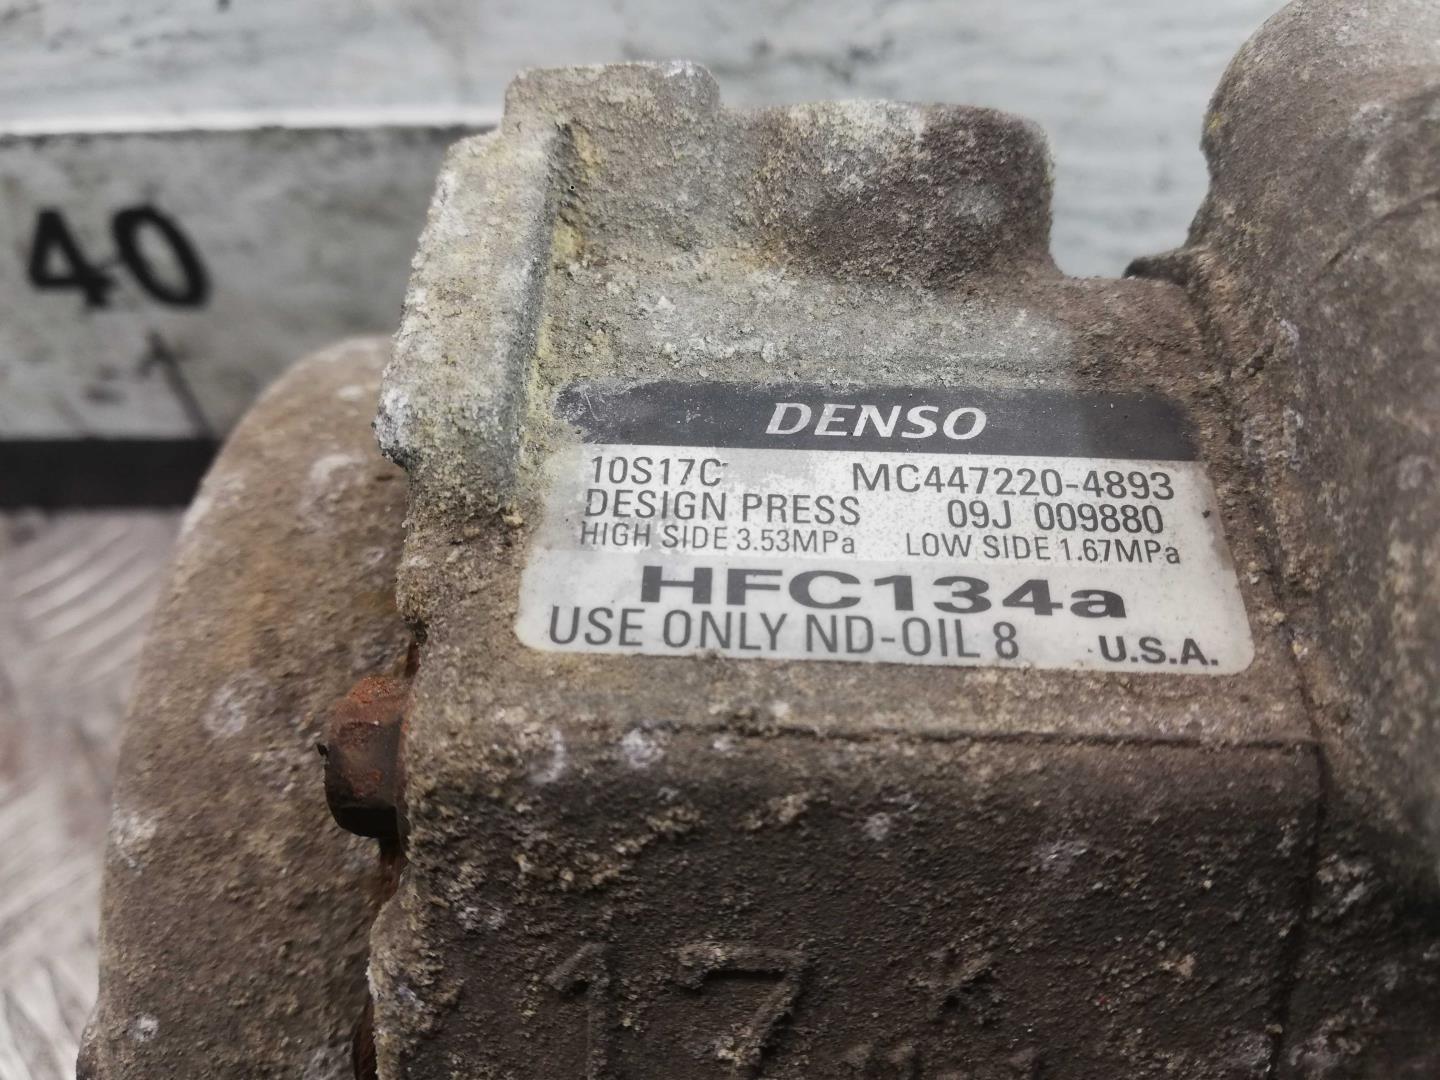 40
DENSO
10S17C MC447220-4893
DESIGN PRESS 09J 009880
HIGH SIDE 3.53MPa LOW SIDE 1.67MPa
HFC134a
USE ONLY ND-OIL 8 U.S.A.
17